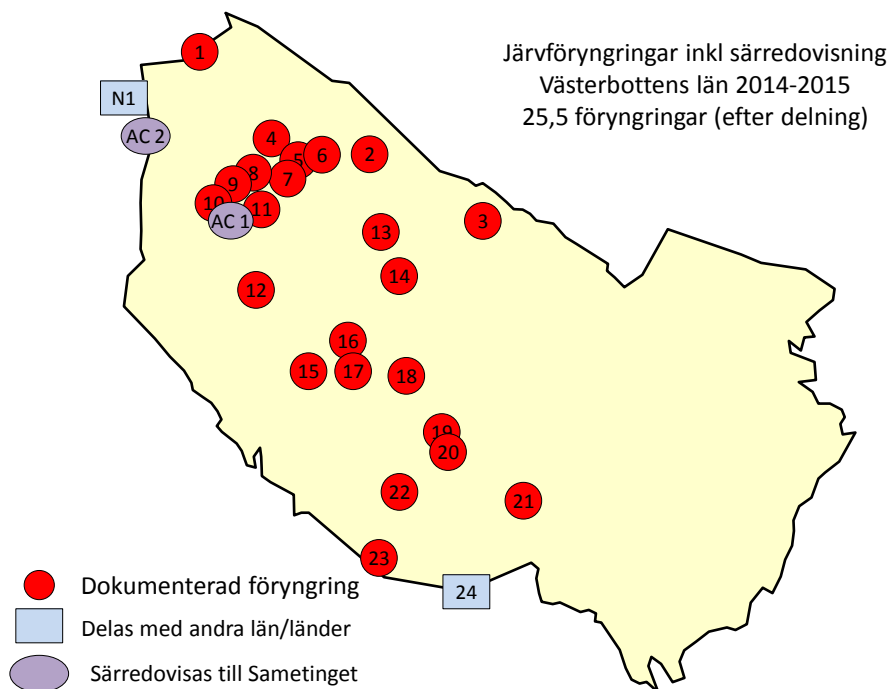 Järvföryngringar inkl särredovisning
Västerbottens län 2014-2015
25,5 föryngringar (efter delning)
1
N1
AC 2
4
5
6
2
8
7
9
10
11
AC 1
3
13
14
12
16
15
17
18
19
20
22
21
23
24
Dokumenterad föryngring
Delas med andra län/länder
Särredovisas till Sametinget